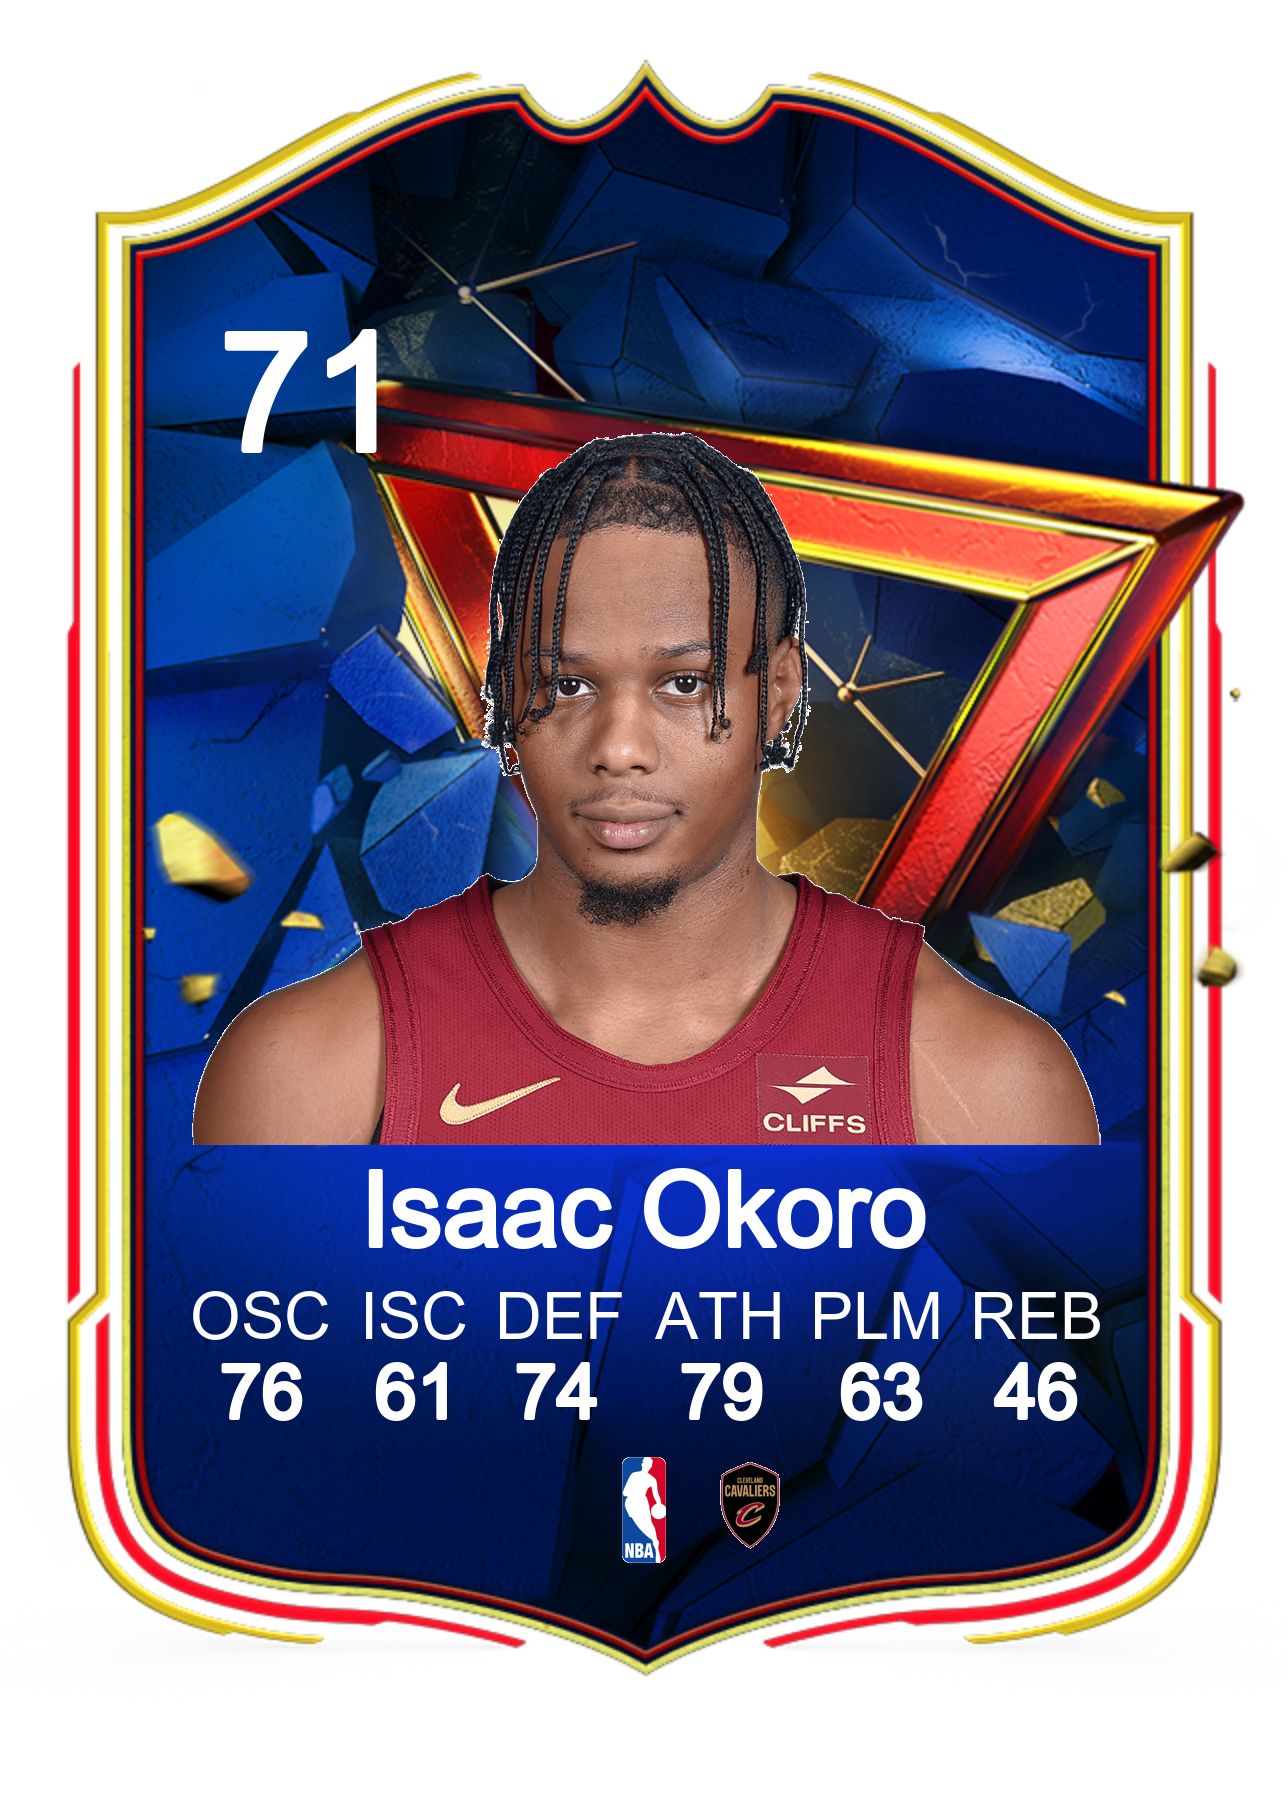 71
CLIFFS
Isaac Okoro
OSC ISC DEF ATH PLM REB
76 61 74 79 63 46
NBA
CLEVELAND
CAVALIERS
C